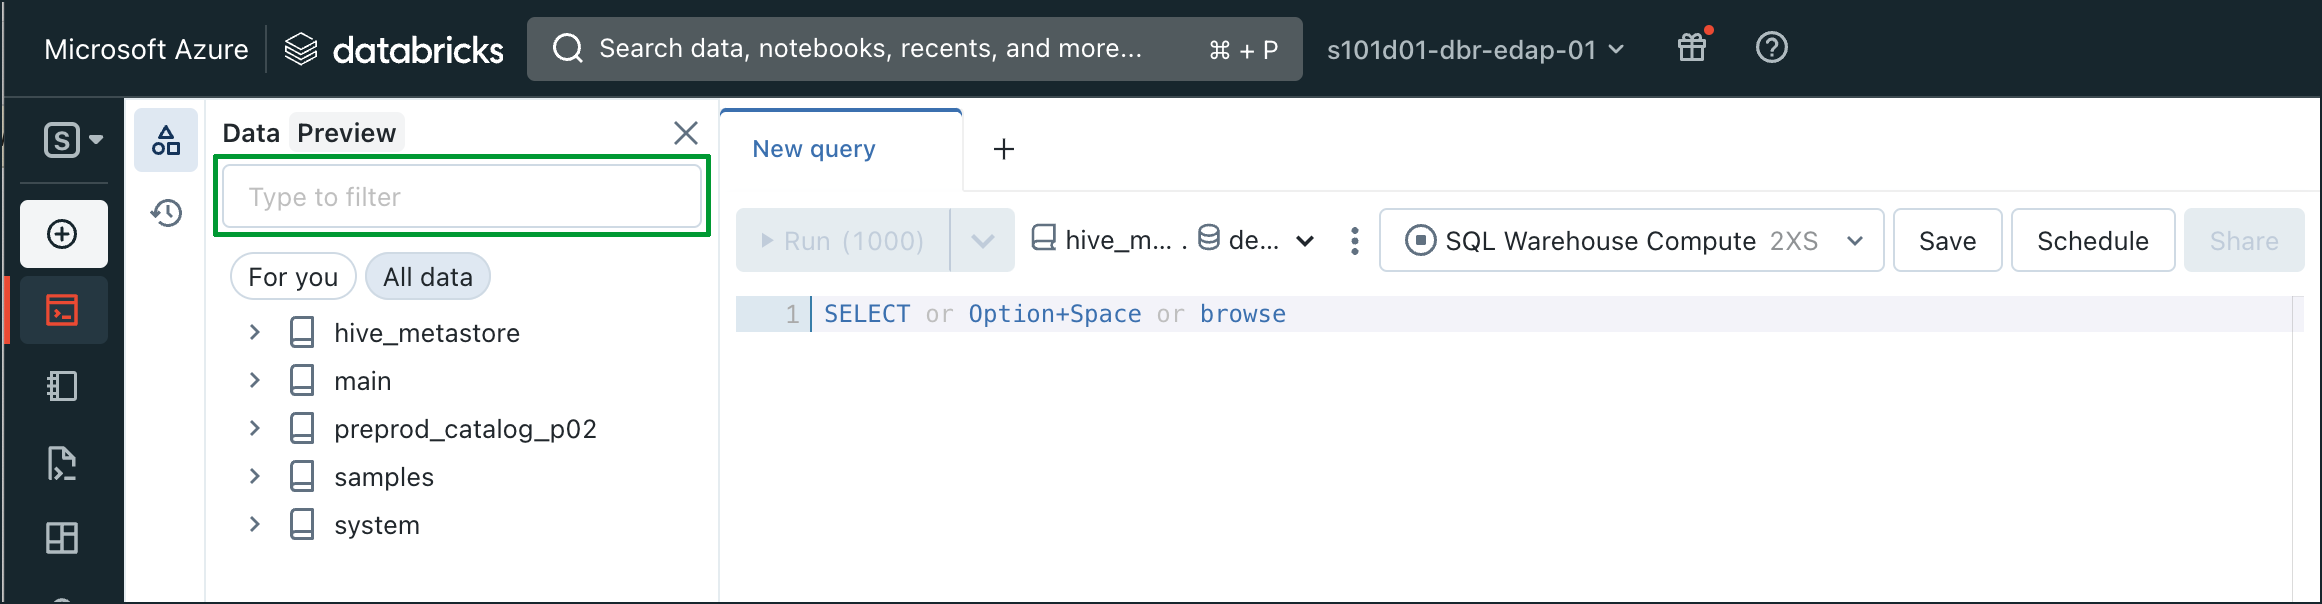 Microsoft Azure databricks Search data, notebooks, recents, and more... ⌘ + P s101d01-dbr-edap-01
S
Data Preview
Type to filter
For you All data
hive_metastore
main
preprod_catalog_p02
samples
system
New query +
Run (1000) hive_m... . de... SQL Warehouse Compute 2XS Save Schedule Share
1 SELECT or Option+Space or browse